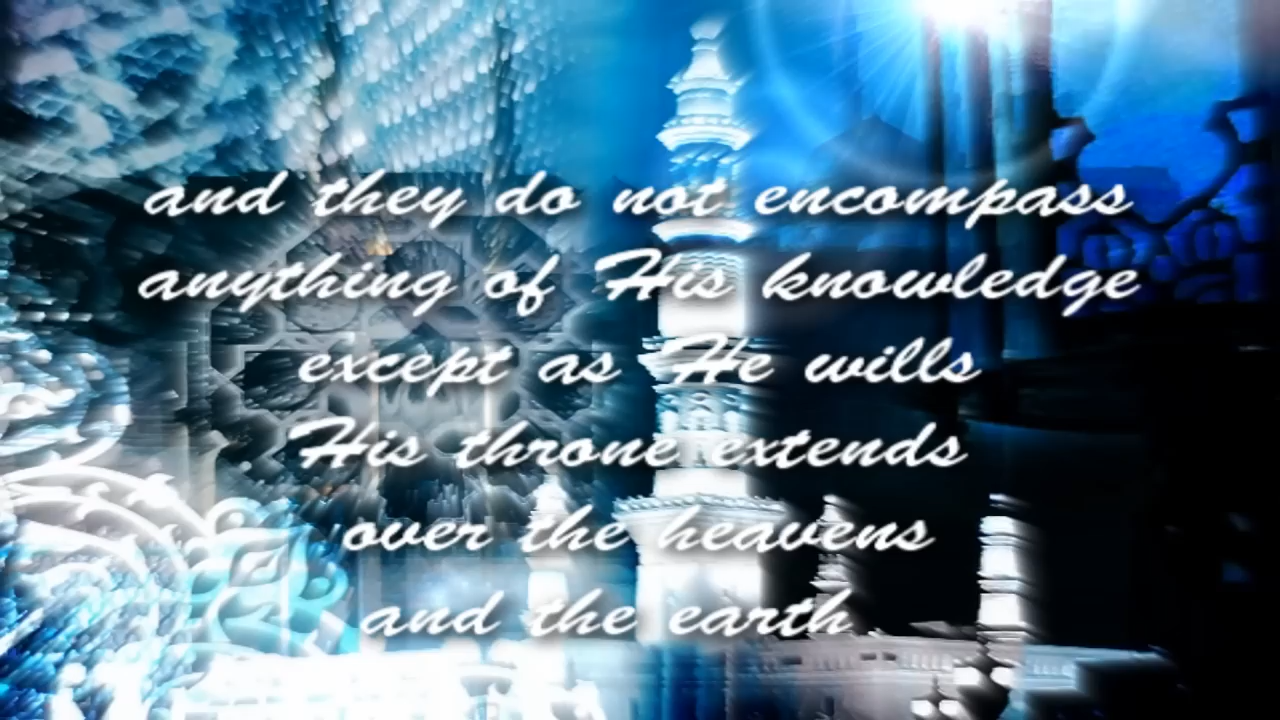 and they do not encompass
anything of His knowledge
except as He wills
His throne extends
over the heavens
and the earth